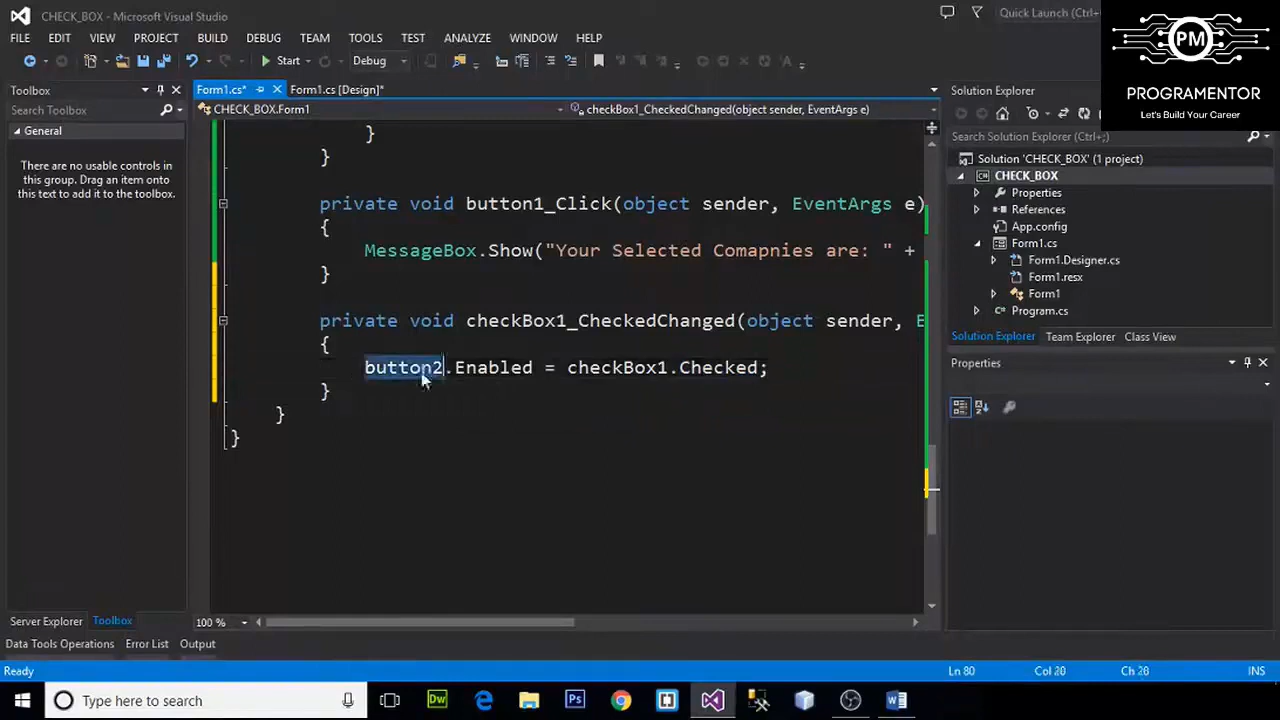 CHECK_BOX - Microsoft Visual Studio
Quick Launch (Ctrl+
FILE EDIT VIEW PROJECT BUILD DEBUG TEAM TOOLS TEST ANALYZE WINDOW HELP
Start Debug
PM
PROGRAMENTOR
Let's Build Your Career
Toolbox
Search Toolbox
General
There are no usable controls in
this group. Drag an item onto
this text to add it to the toolbox.
Server Explorer Toolbox
Form1.cs* Form1.cs [Design]*
CHECK_BOX.Form1 checkBox1_CheckedChanged(object sender, EventArgs e)
}
}
private void button1_Click(object sender, EventArgs e)
{
MessageBox.Show("Your Selected Comapnies are: " +
}
private void checkBox1_CheckedChanged(object sender, E
{
button2.Enabled = checkBox1.Checked;
}
}
}
100 %
Solution Explorer
Search Solution Explorer (Ctrl+;)
Solution 'CHECK_BOX' (1 project)
CHECK_BOX
Properties
References
App.config
Form1.cs
Form1.Designer.cs
Form1.resx
Form1
Program.cs
Solution Explorer Team Explorer Class View
Properties
Data Tools Operations Error List Output
Ready Ln 80 Col 20 Ch 20 INS
Type here to search
Dw
Ps